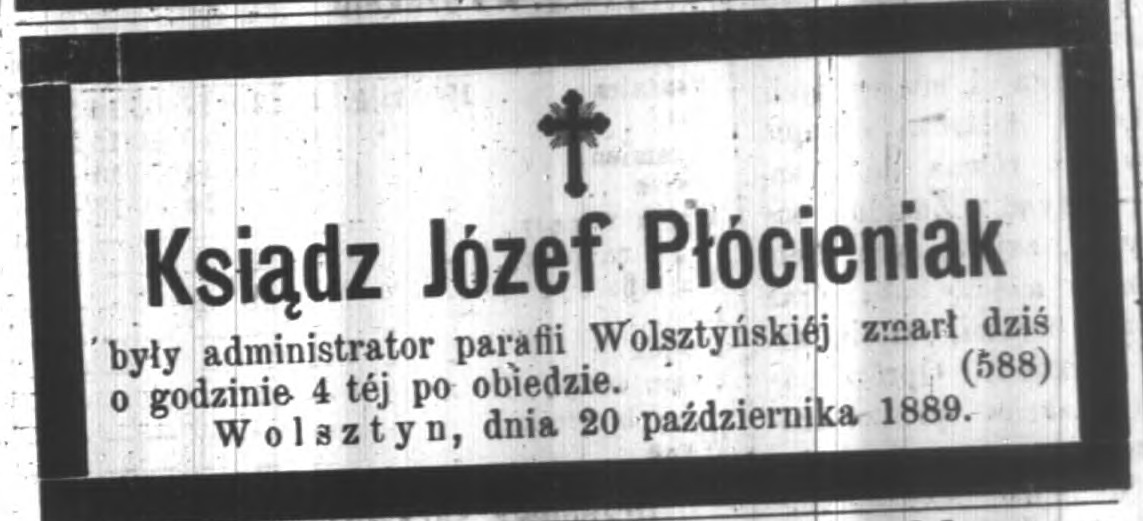 Ksiądz Józef Płócieniak
były administrator parafii Wolsztyńskiéj zmarł dziś
o godzinie 4 téj po obiedzie. (588)
Wolsztyn, dnia 20 października 1889.